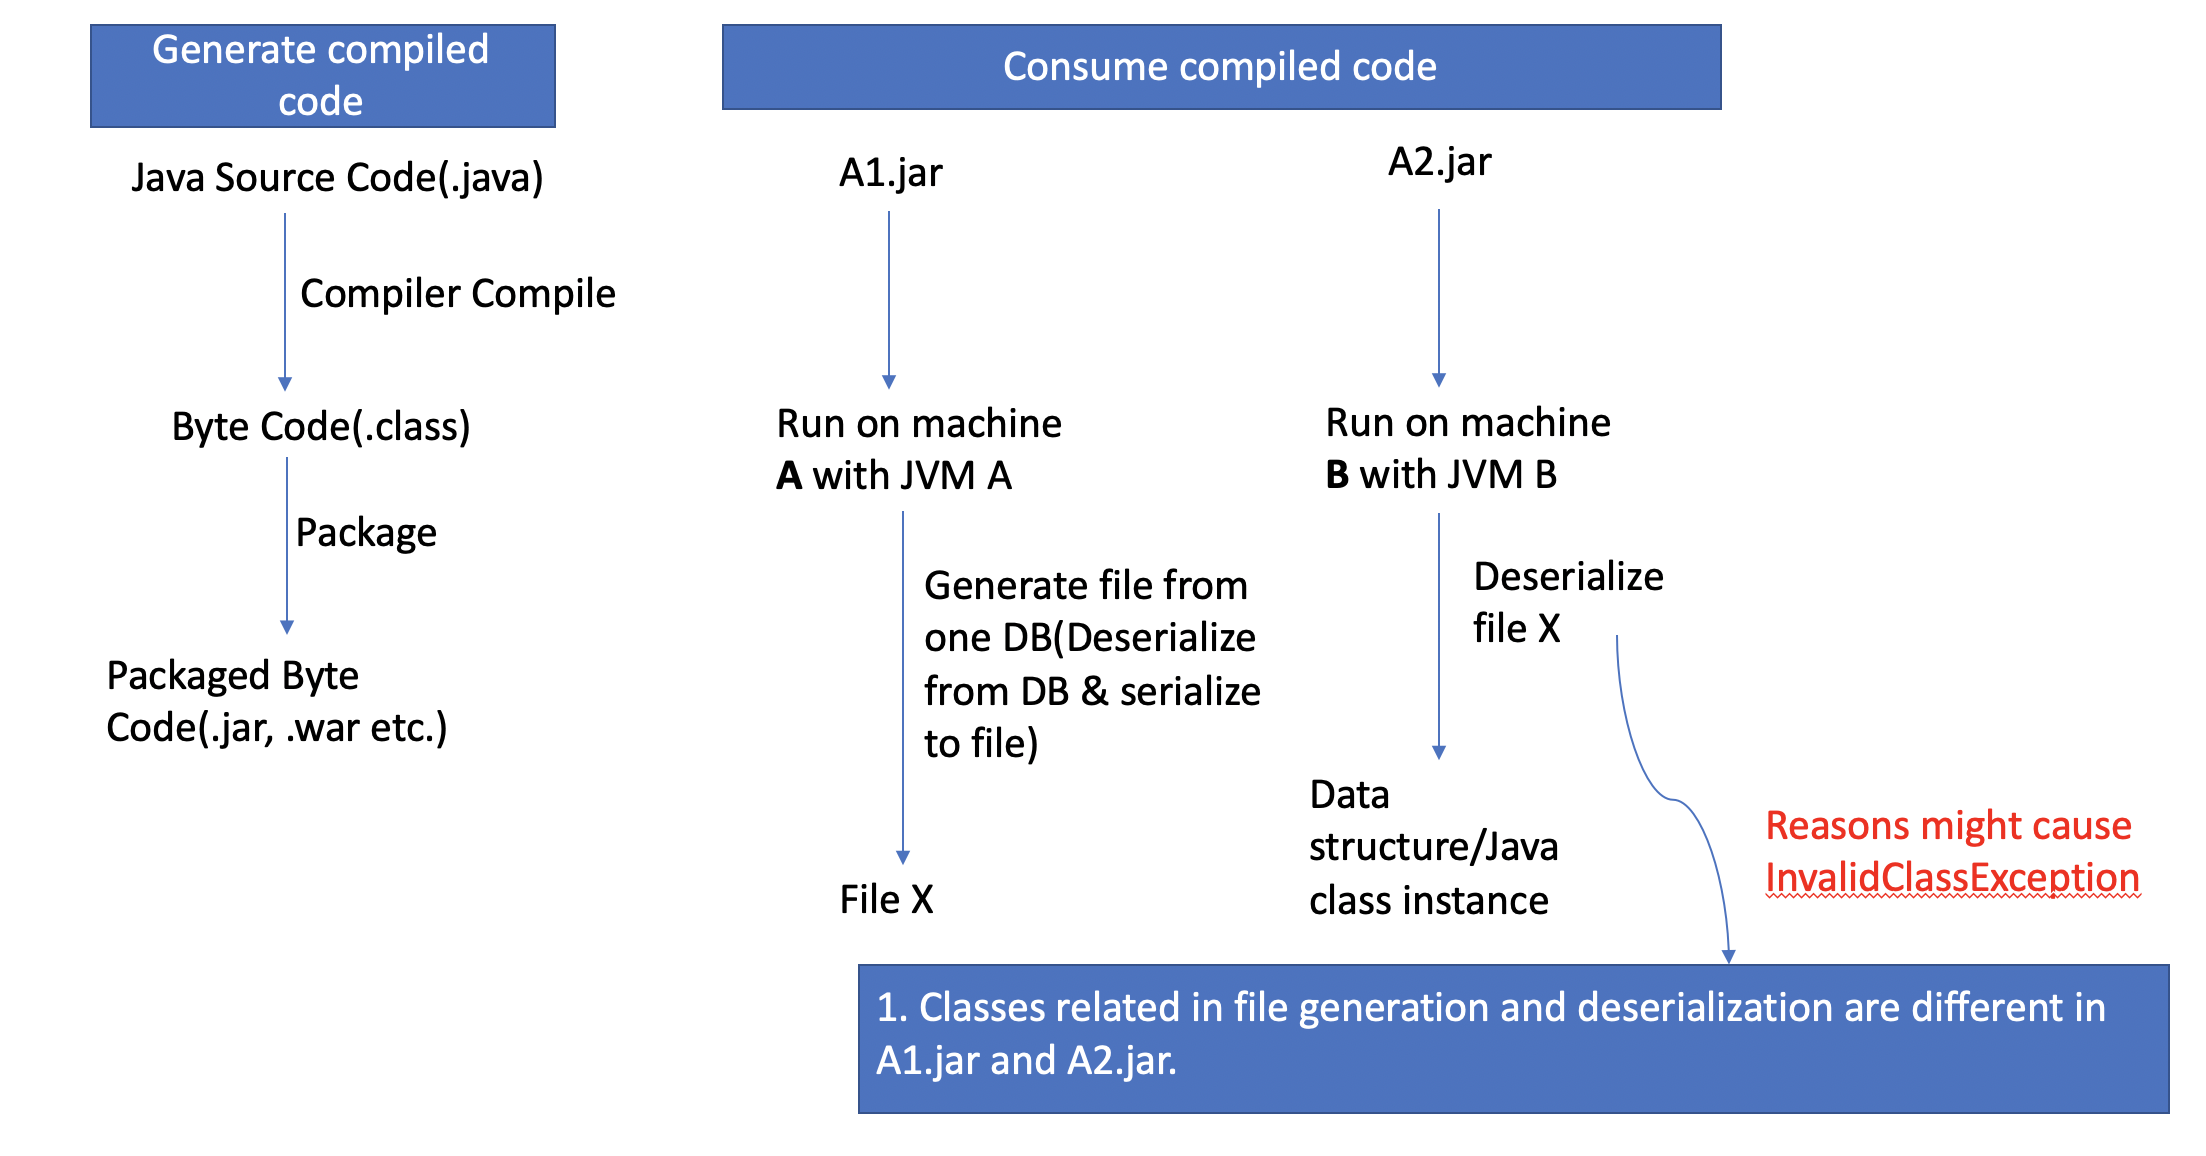 Generate compiled
code
Java Source Code(.java)
Compiler Compile
Byte Code(.class)
Package
Packaged Byte
Code(.jar, .war etc.)
Consume compiled code
A1.jar
Run on machine
A with JVM A
Generate file from
one DB(Deserialize
from DB & serialize
to file)
File X
A2.jar
Run on machine
B with JVM B
Deserialize
file X
Data
structure/Java
class instance
Reasons might cause
InvalidClassException
1. Classes related in file generation and deserialization are different in
A1.jar and A2.jar.